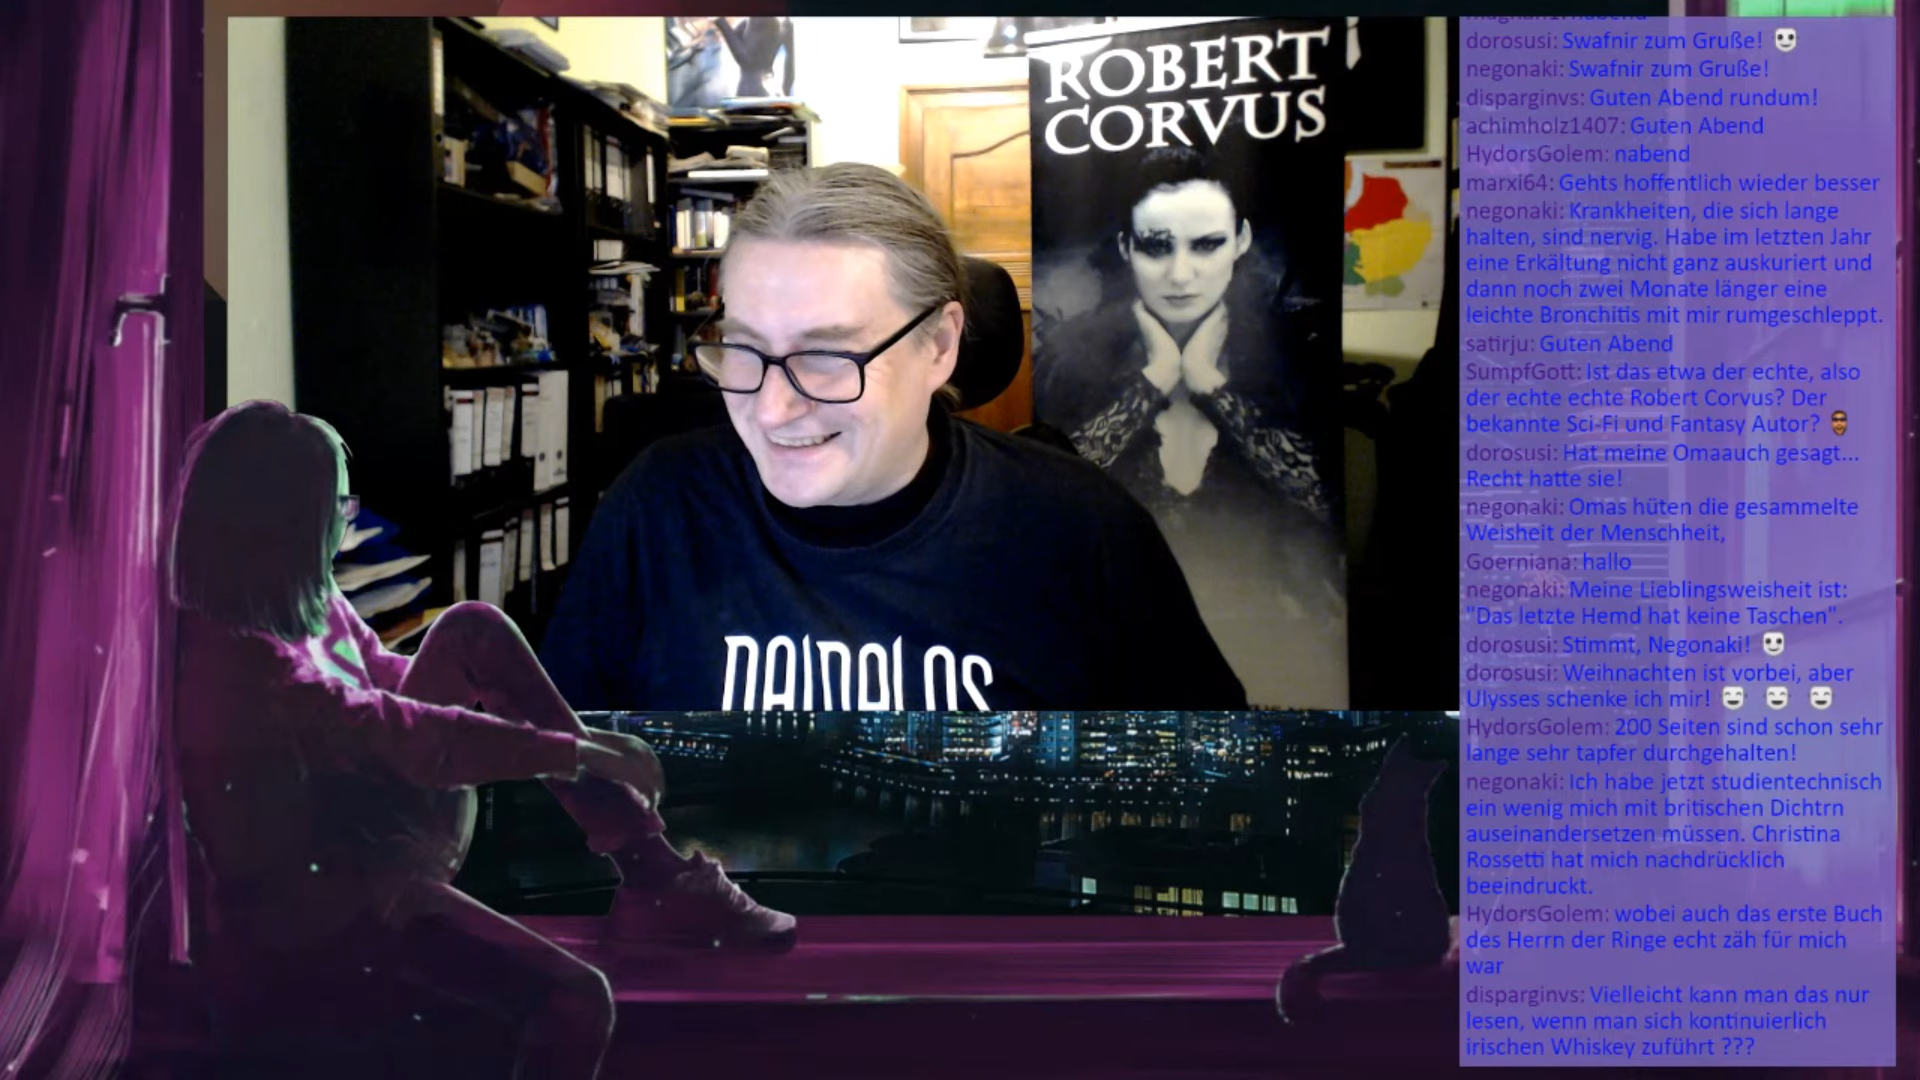 ROBERT
CORVUS
DAIDALOS
dorosusi: Swafnir zum Gruße!
negonaki: Swafnir zum Gruße!
disparginvs: Guten Abend rundum!
achimholz1407: Guten Abend
HydorsGolem: nabend
marxi64: Gehts hoffentlich wieder besser
negonaki: Krankheiten, die sich lange
halten, sind nervig. Habe im letzten Jahr
eine Erkältung nicht ganz auskuriert und
dann noch zwei Monate länger eine
leichte Bronchitis mit mir rumgeschleppt.
satirju: Guten Abend
SumpfGott: Ist das etwa der echte, also
der echte echte Robert Corvus? Der
bekannte Sci-Fi und Fantasy Autor?
dorosusi: Hat meine Omaauch gesagt...
Recht hatte sie!
negonaki: Omas hüten die gesammelte
Weisheit der Menschheit,
Goerniana: hallo
negonaki: Meine Lieblingsweisheit ist:
"Das letzte Hemd hat keine Taschen".
dorosusi: Stimmt, Negonaki!
dorosusi: Weihnachten ist vorbei, aber
Ulysses schenke ich mir!
HydorsGolem: 200 Seiten sind schon sehr
lange sehr tapfer durchgehalten!
negonaki: Ich habe jetzt studientechnisch
ein wenig mich mit britischen Dichtrn
auseinandersetzen müssen. Christina
Rossetti hat mich nachdrücklich
beeindruckt.
HydorsGolem: wobei auch das erste Buch
des Herrn der Ringe echt zäh für mich
war
disparginvs: Vielleicht kann man das nur
lesen, wenn man sich kontinuierlich
irischen Whiskey zuführt ???